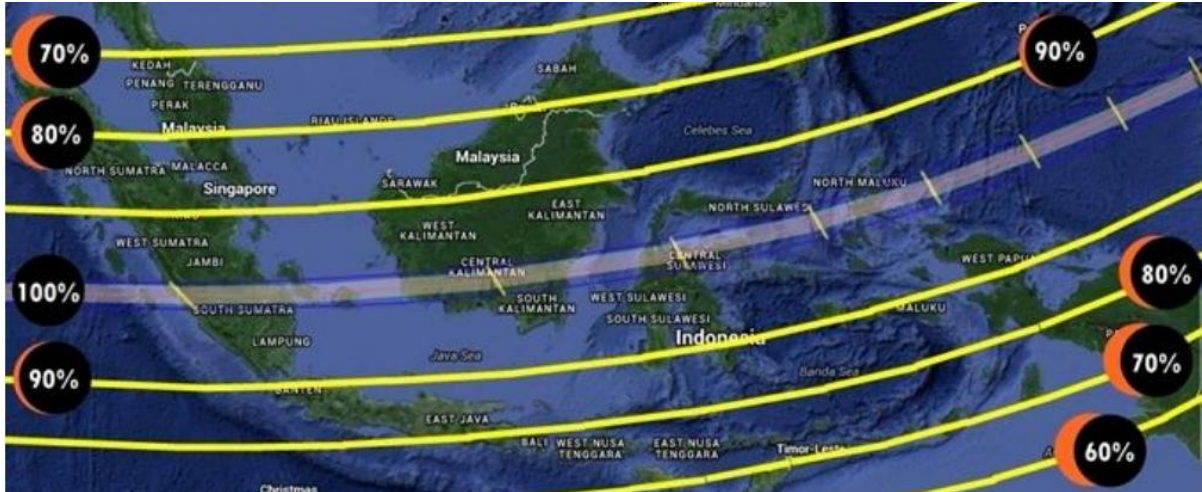 70%
KEDAH
PENANG
TERENGGANU
PERAK
80%
Malaysia
RIAU ISLANDS
SABAH
90%
Celebes Sea
NORTH SUMATRA
MALACCA
Singapore
Malaysia
SARAWAK
NORTH MALUKU
EAST
KALIMANTAN
NORTH SULAWESI
WEST
KALIMANTAN
WEST SUMATRA
JAMBI
CENTRAL
KALIMANTAN
CENTRAL
SULAWESI
WEST PAPUA
80%
100%
SOUTH SUMATRA
SOUTH
KALIMANTAN
WEST SULAWESI
SOUTH SULAWESI
MALUKU
LAMPUNG
Java Sea
Indonesia
70%
90%
BANTEN
Banda Sea
EAST JAVA
BALI
WEST NUSA
TENGGARA
EAST NUSA
TENGGARA
Timor-Leste
60%
Christmas